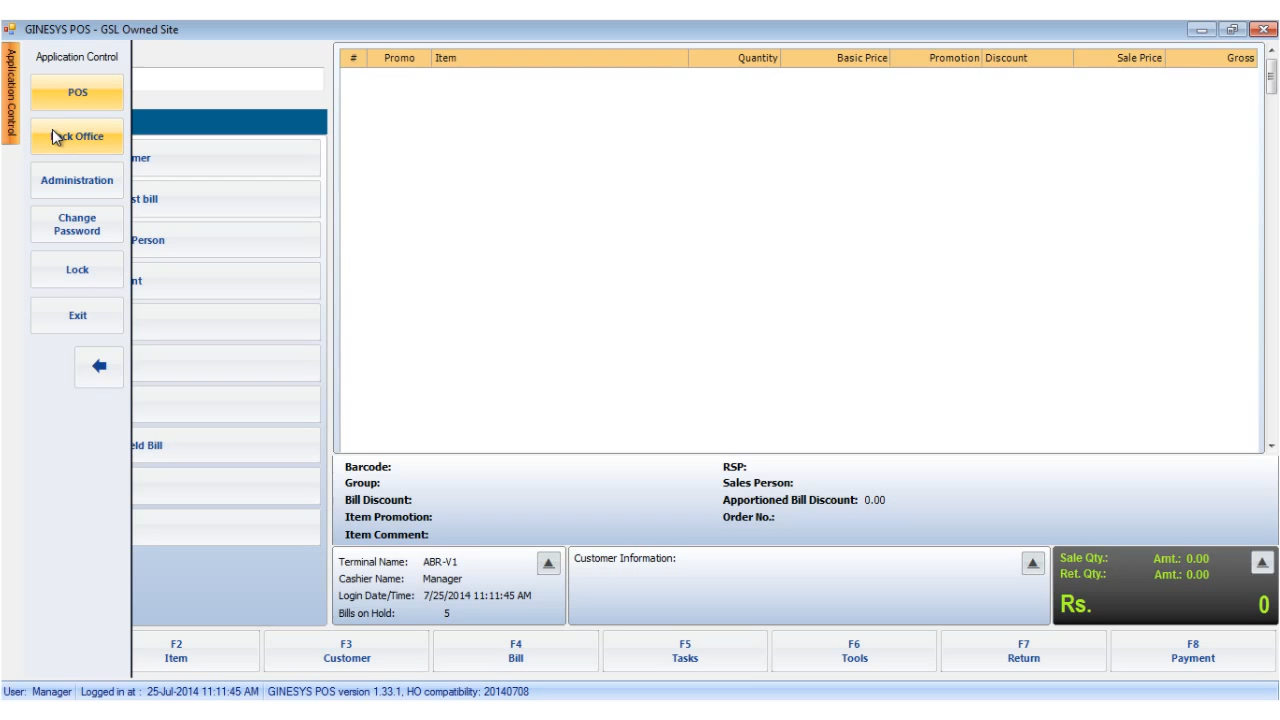 GINESYS POS - GSL Owned Site
Application Control
Application Control
POS
ck Office
Administration
Change
Password
Lock
Exit
mer
st bill
Person
nt
eld Bill
# Promo Item Quantity Basic Price Promotion Discount Sale Price Gross
Barcode: RSP:
Group: Sales Person:
Bill Discount: Apportioned Bill Discount: 0.00
Item Promotion: Order No.:
Item Comment:
Terminal Name: ABR-V1
Cashier Name: Manager
Login Date/Time: 7/25/2014 11:11:45 AM
Bills on Hold: 5
Customer Information:
Sale Qty.: Amt.: 0.00
Ret. Qty.: Amt.: 0.00
Rs. 0
F2 F3 F4 F5 F6 F7 F8
Item Customer Bill Tasks Tools Return Payment
User: Manager Logged in at : 25-Jul-2014 11:11:45 AM GINESYS POS version 1.33.1, HO compatibility: 20140708